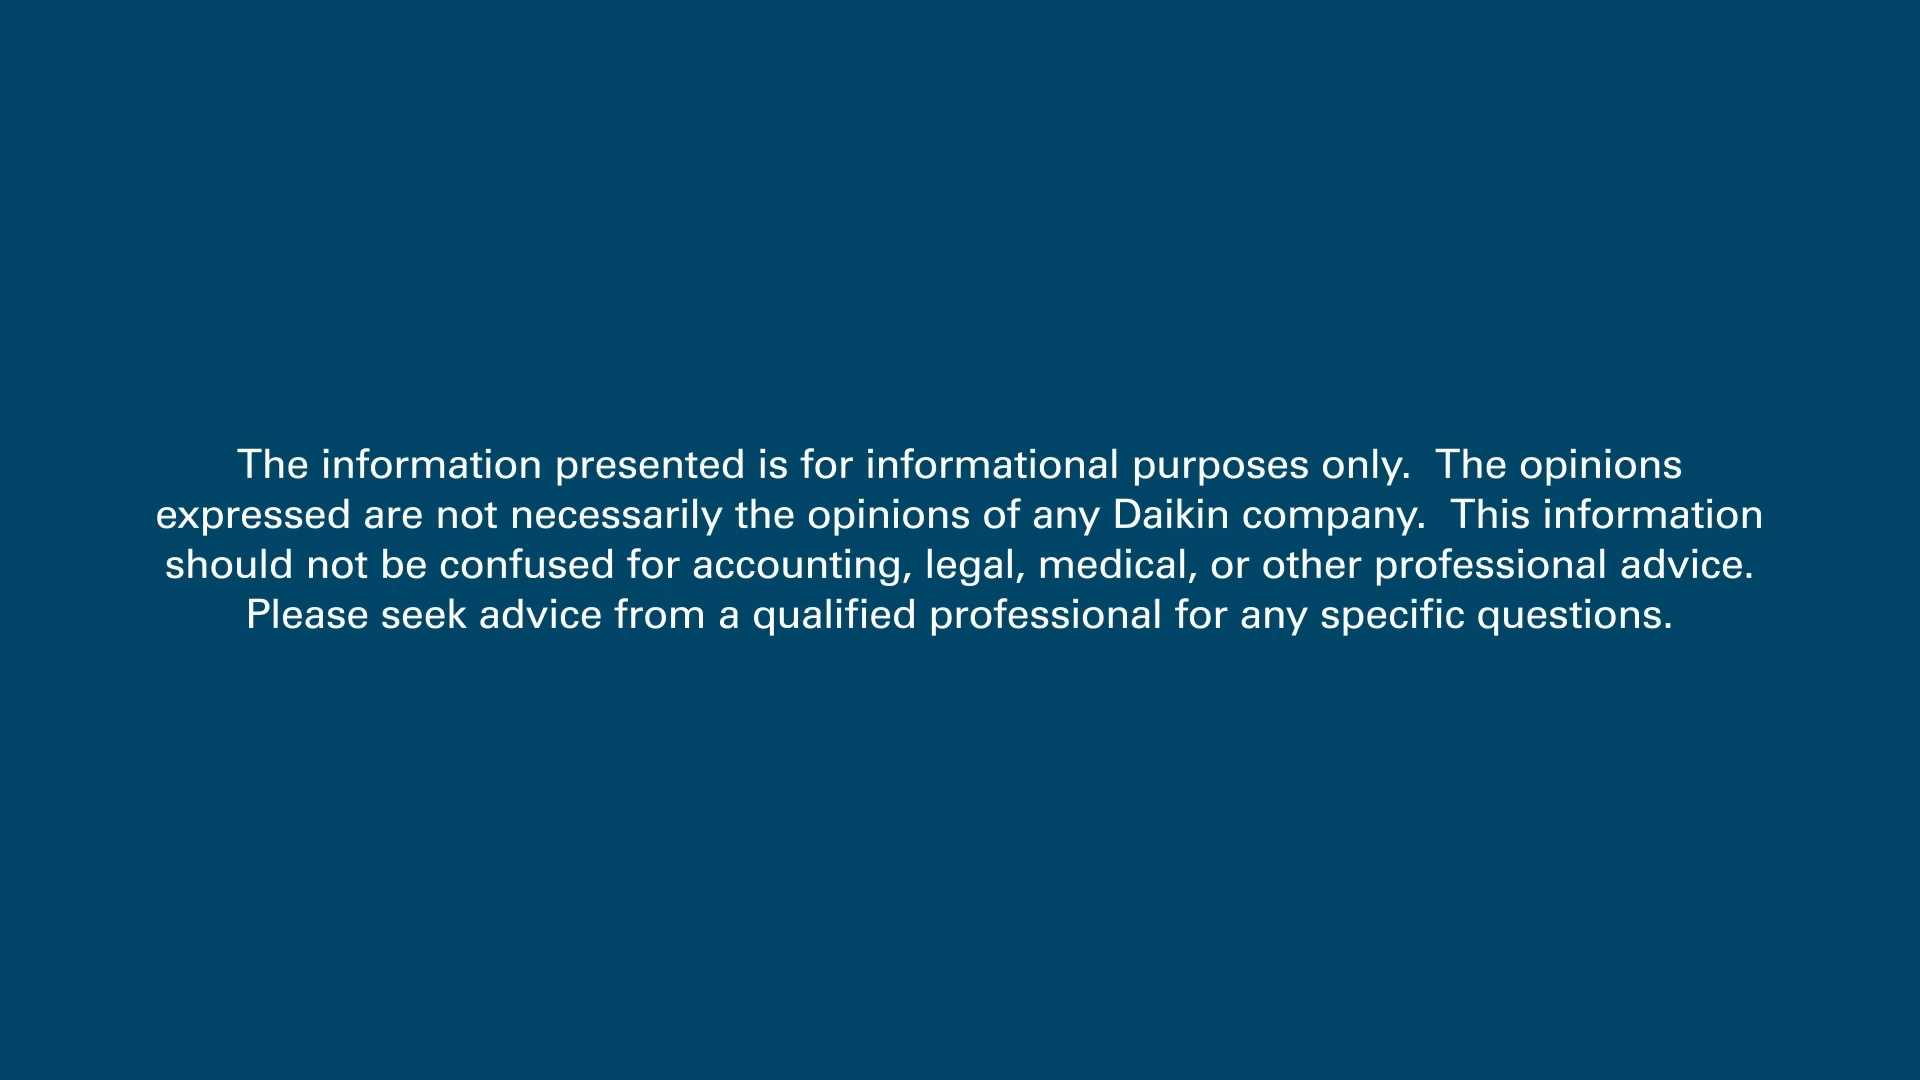 The information presented is for informational purposes only.  The opinions
expressed are not necessarily the opinions of any Daikin company.  This information
should not be confused for accounting, legal, medical, or other professional advice.
Please seek advice from a qualified professional for any specific questions.